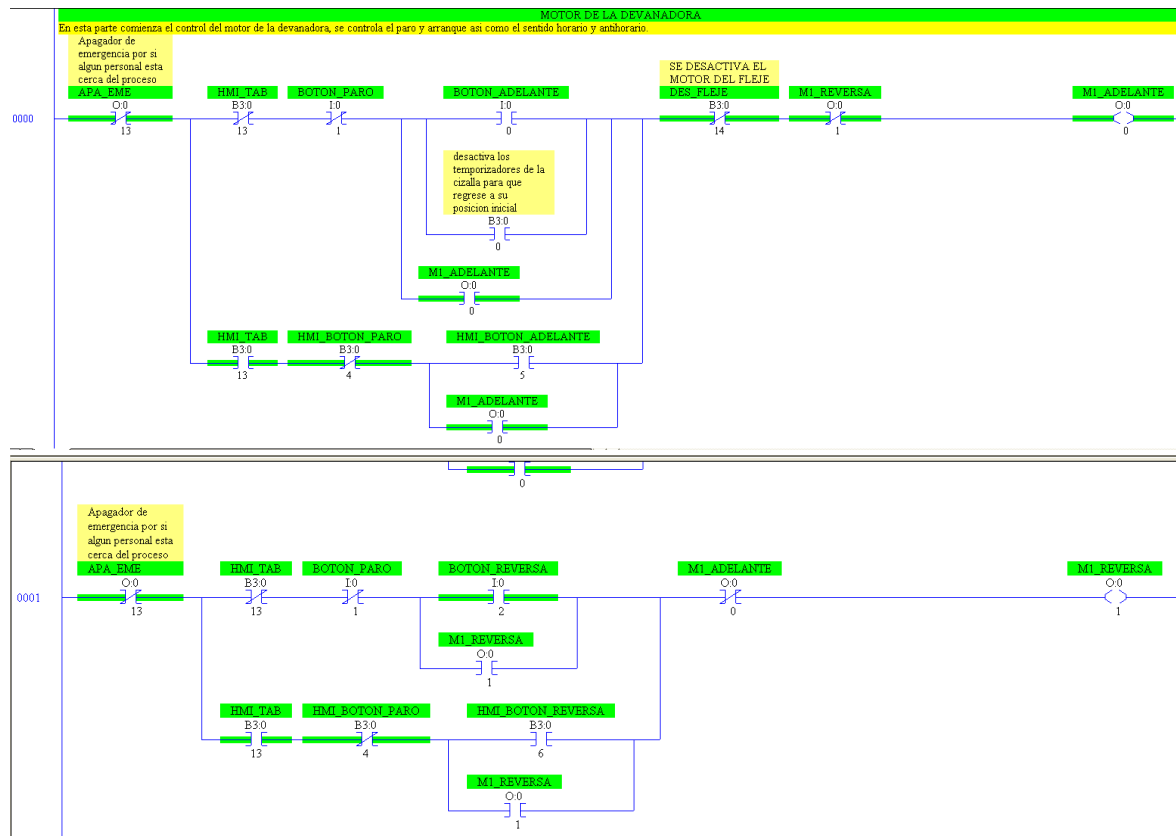 MOTOR DE LA DEVANADORA
En esta parte comienza el control del motor de la devanadora, se controla el paro y arranque asi como el sentido horario y antihorario.
Apagador de
emergencia por si
algun personal esta
cerca del proceso
SE DESACTIVA EL
MOTOR DEL FLEJE
APA_EME HMI_TAB BOTON_PARO BOTON_ADELANTE DES_FLEJE M1_REVERSA M1_ADELANTE
O:0 B3:0 I:0 I:0 B3:0 O:0 O:0
0000
13 13 1 0 14 1 0
desactiva los
temporizadores de la
cizalla para que
regrese a su
posicion inicial
B3:0
0
M1_ADELANTE
O:0
0
HMI_TAB HMI_BOTON_PARO HMI_BOTON_ADELANTE
B3:0 B3:0 B3:0
13 4 5
M1_ADELANTE
O:0
0
0
Apagador de
emergencia por si
algun personal esta
cerca del proceso
APA_EME HMI_TAB BOTON_PARO BOTON_REVERSA M1_ADELANTE M1_REVERSA
O:0 B3:0 I:0 I:0 O:0 O:0
0001
13 13 1 2 0 1
M1_REVERSA
O:0
1
HMI_TAB HMI_BOTON_PARO HMI_BOTON_REVERSA
B3:0 B3:0 B3:0
13 4 6
M1_REVERSA
O:0
1